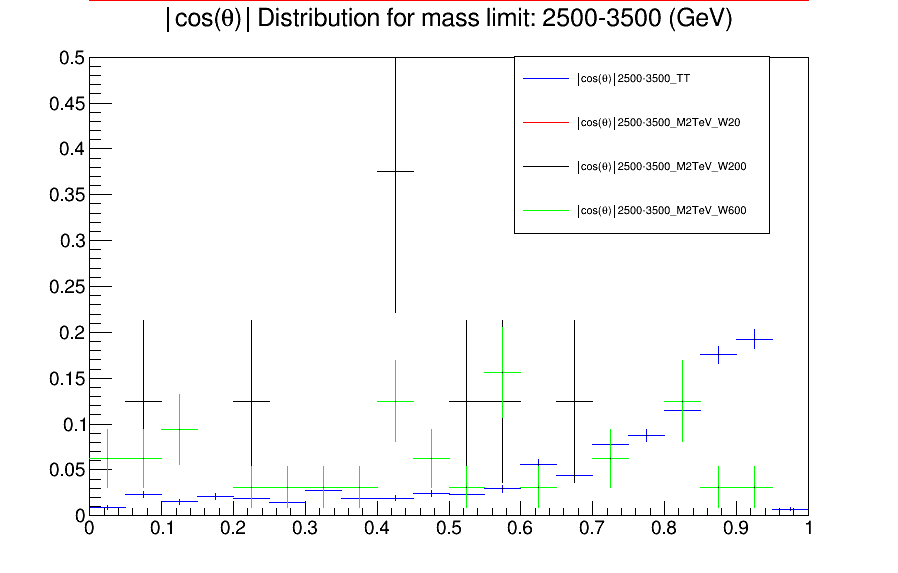 |cos(θ)| Distribution for mass limit: 2500-3500 (GeV)
|cos(θ)| 2500-3500_TT
|cos(θ)| 2500-3500_M2TeV_W20
|cos(θ)| 2500-3500_M2TeV_W200
|cos(θ)| 2500-3500_M2TeV_W600
0.5
0.45
0.4
0.35
0.3
0.25
0.2
0.15
0.1
0.05
0
0 0.1 0.2 0.3 0.4 0.5 0.6 0.7 0.8 0.9 1